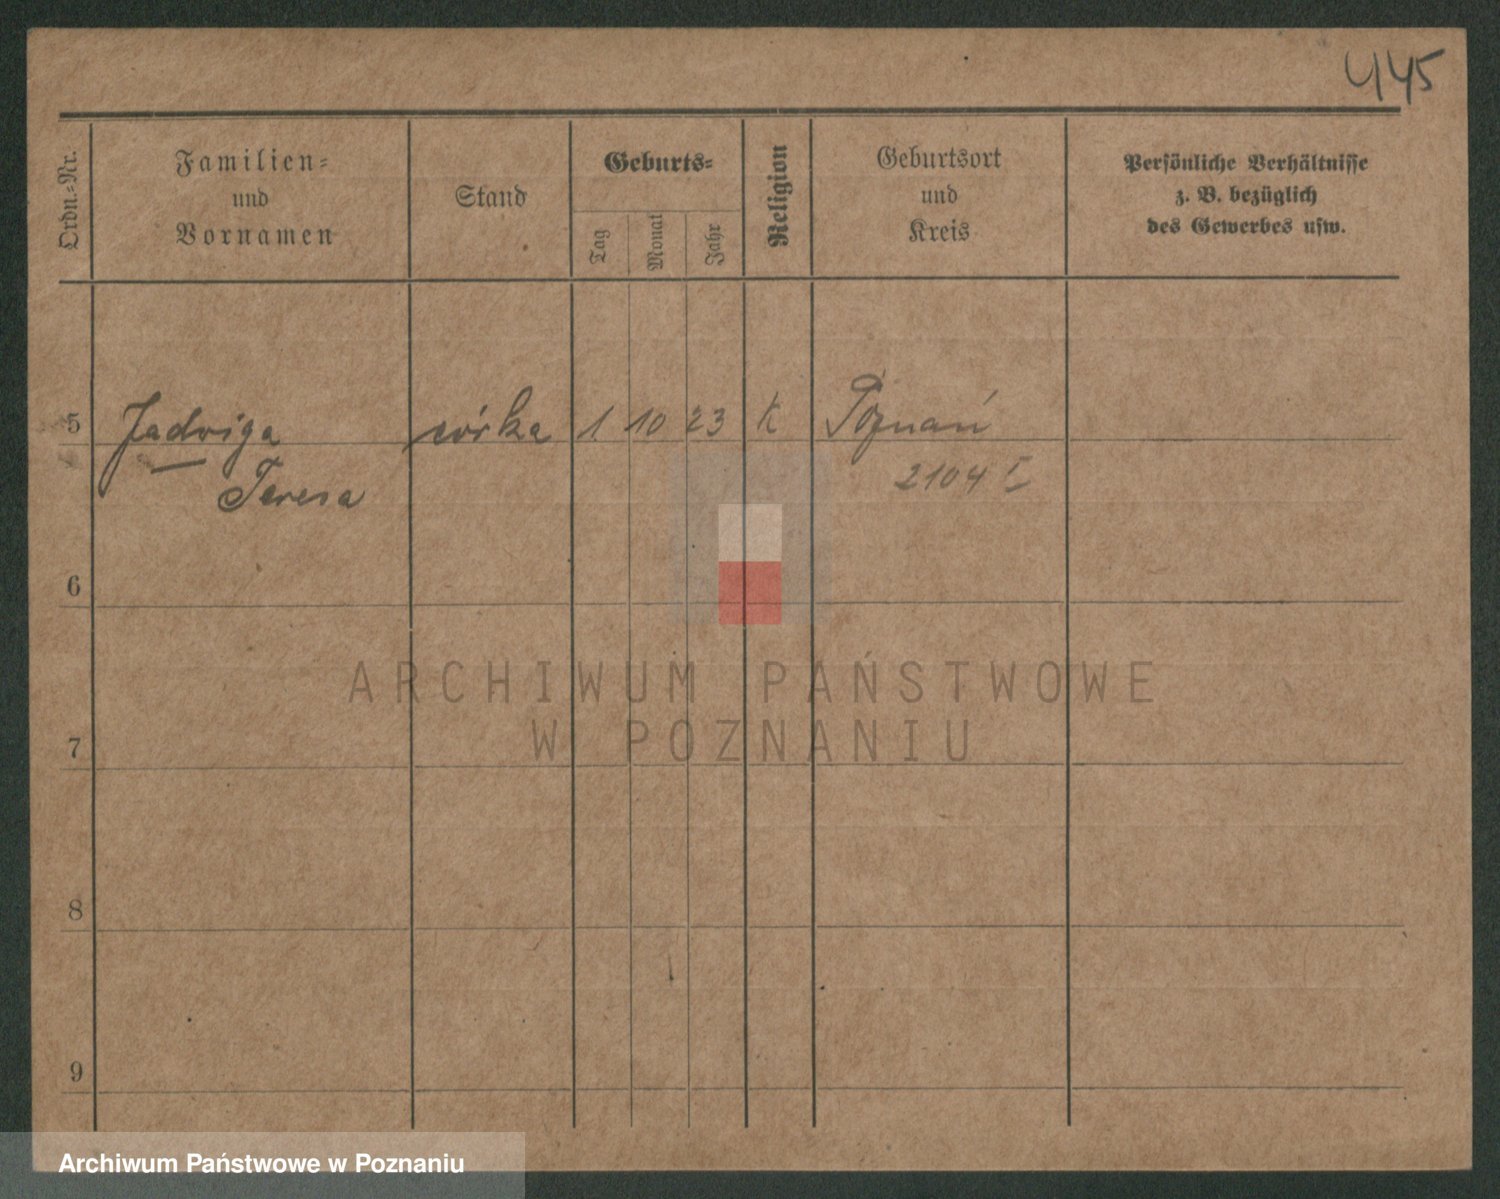 445
Ordn.-Nr.
Familien-
und
Vornamen
Stand
Geburts-
Tag
Monat
Jahr
Religion
Geburtsort
und
Kreis
Persönliche Verhältnisse
z. B. bezüglich
des Gewerbes usw.
5 Jadwiga córka 1 10 23 K Poznań
Teresa 2104 I
6
7
8
9
ARCHIWUM PAŃSTWOWE
W POZNANIU
Archiwum Państwowe w Poznaniu